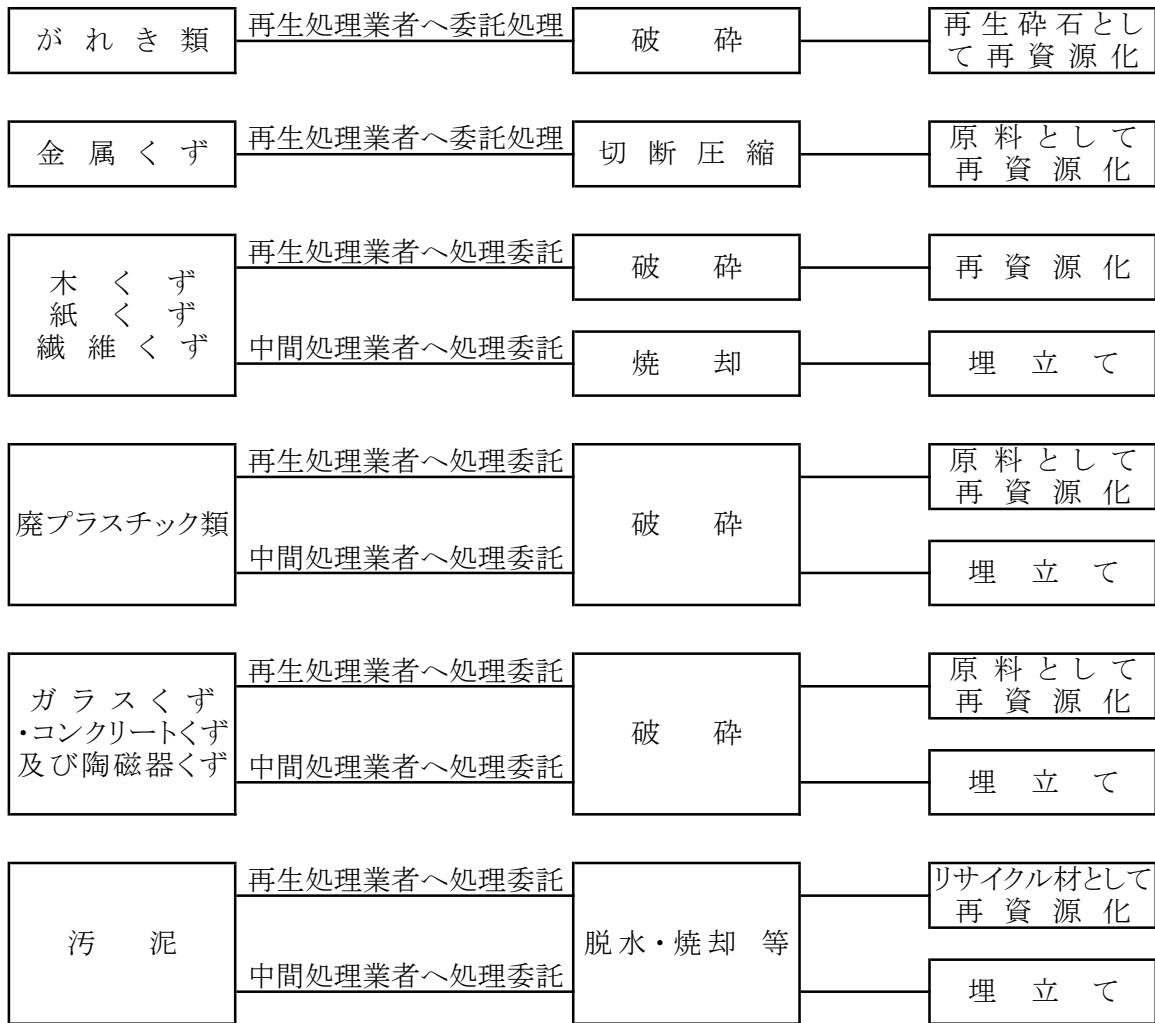 がれき類
再生処理業者へ委託処理
破砕
再生砕石とし
て再資源化
金属くず
再生処理業者へ委託処理
切断圧縮
原料として
再資源化
木くず
紙くず
繊維くず
再生処理業者へ処理委託
破砕
再資源化
中間処理業者へ処理委託
焼却
埋立て
廃プラスチック類
再生処理業者へ処理委託
中間処理業者へ処理委託
破砕
原料として
再資源化
埋立て
ガラスくず
・コンクリートくず
及び陶磁器くず
再生処理業者へ処理委託
中間処理業者へ処理委託
破砕
原料として
再資源化
埋立て
汚泥
再生処理業者へ処理委託
中間処理業者へ処理委託
脱水・焼却 等
リサイクル材として
再資源化
埋立て